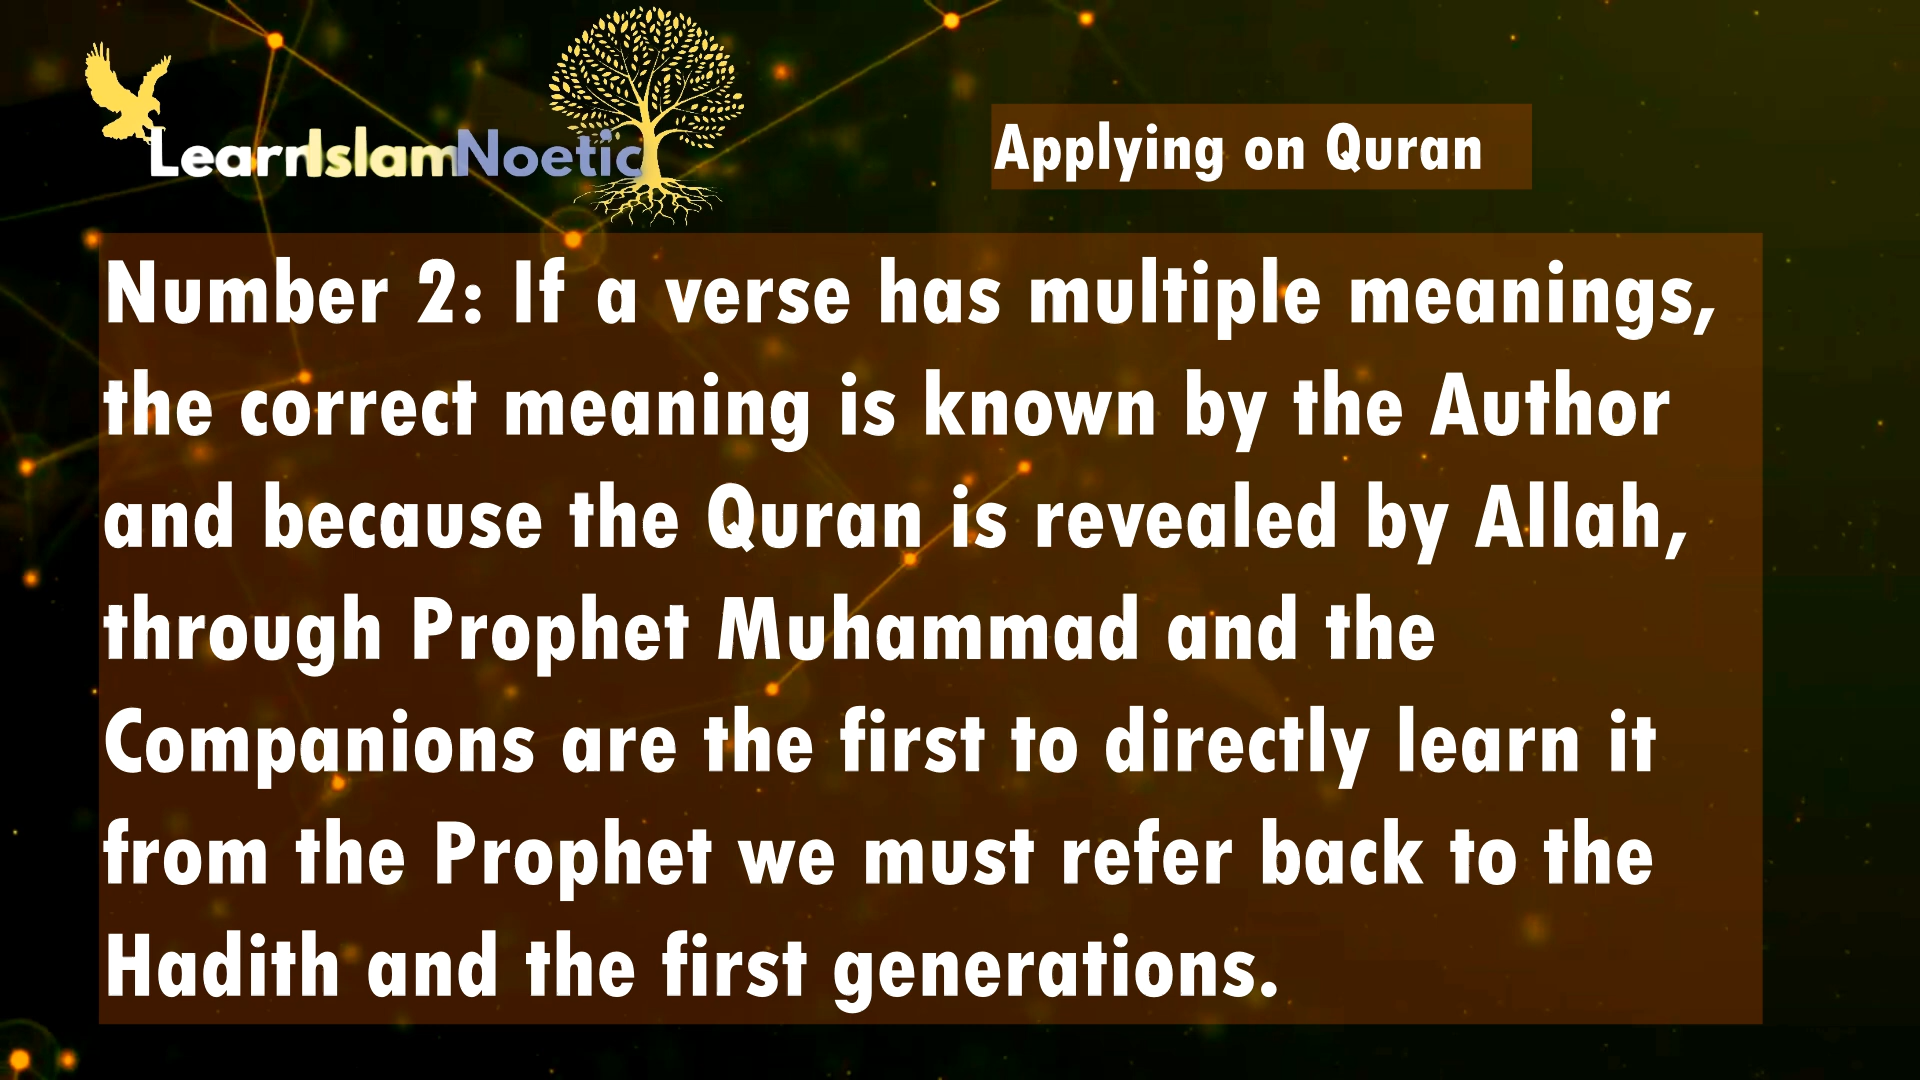 LearnIslamNoetic
Applying on Quran
Number 2: If a verse has multiple meanings,
the correct meaning is known by the Author
and because the Quran is revealed by Allah,
through Prophet Muhammad and the
Companions are the first to directly learn it
from the Prophet we must refer back to the
Hadith and the first generations.